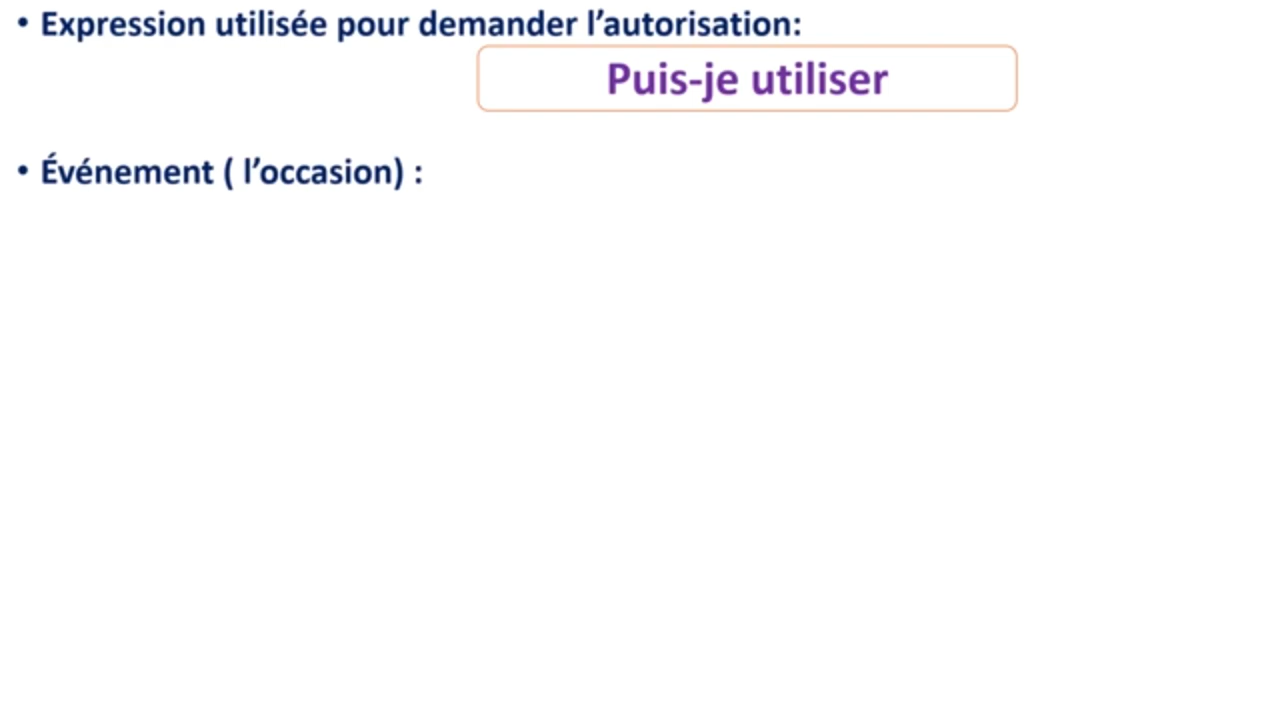 • Expression utilisée pour demander l’autorisation:
Puis-je utiliser
• Événement ( l’occasion) :